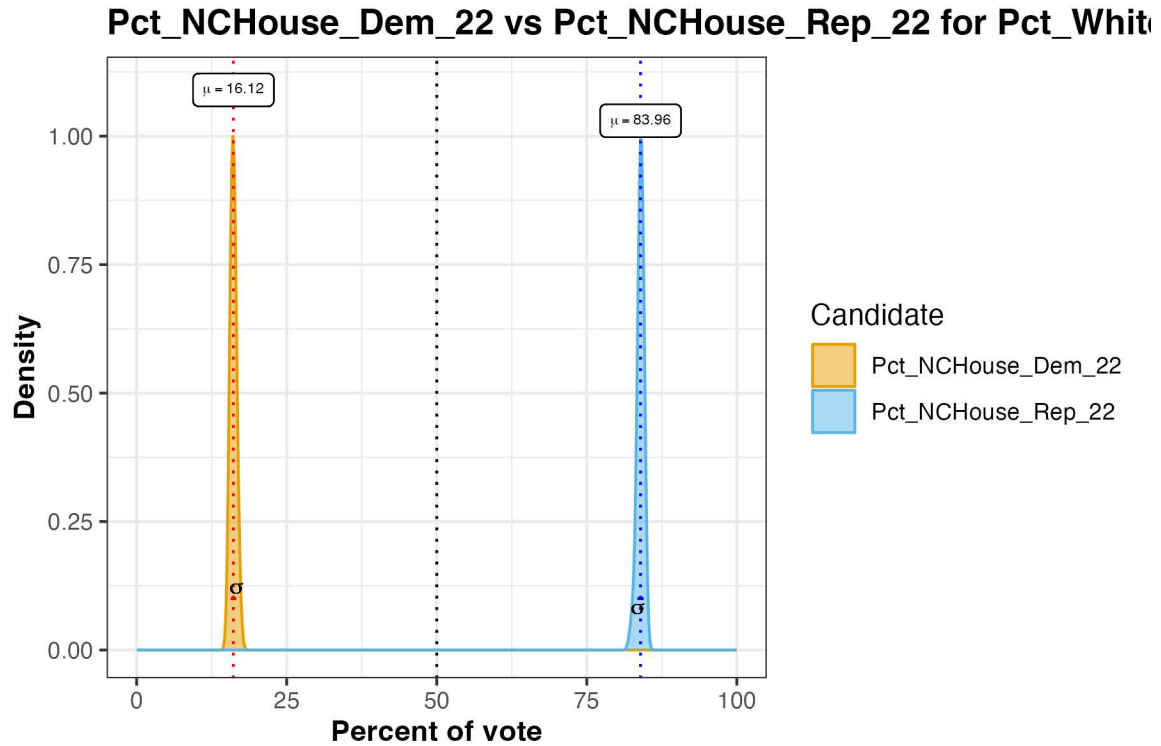 Pct_NCHouse_Dem_22 vs Pct_NCHouse_Rep_22 for Pct_White
μ = 16.12
μ = 83.96
1.00
0.75
0.50
0.25
0.00
Density
σ
σ
0
25
50
75
100
Percent of vote
Candidate
Pct_NCHouse_Dem_22
Pct_NCHouse_Rep_22